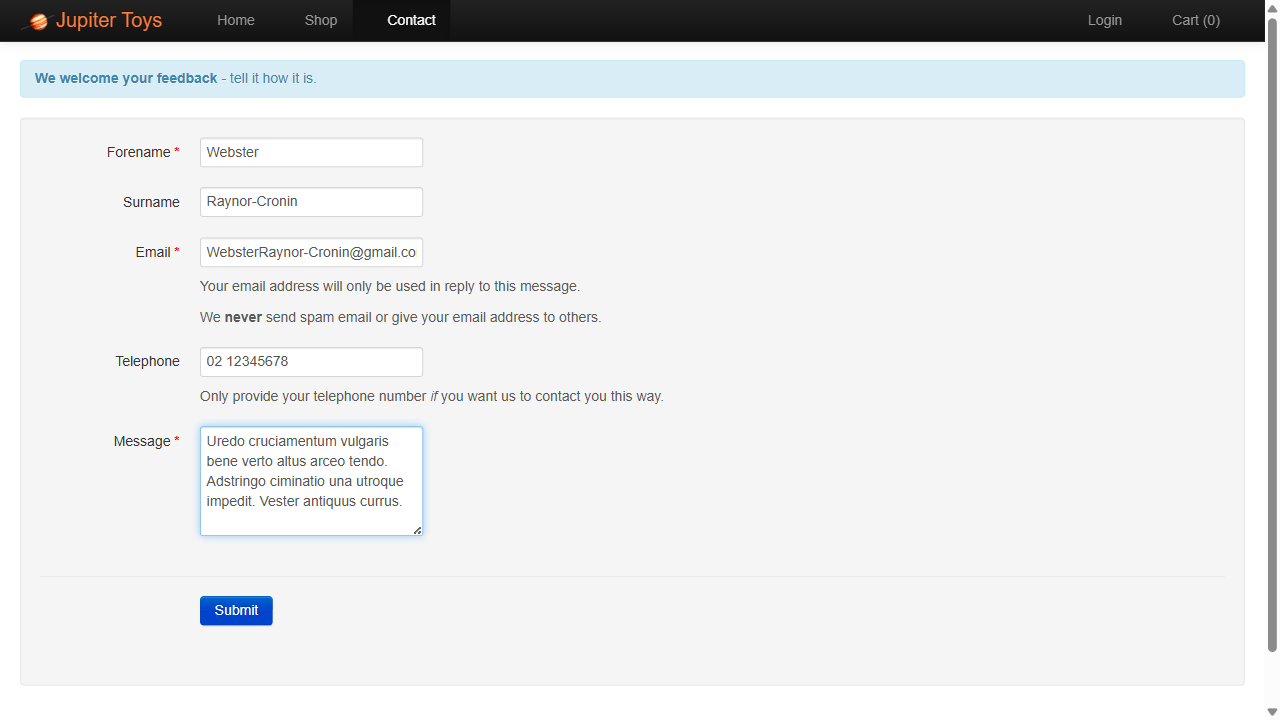 Jupiter Toys Home Shop Contact Login Cart (0)
We welcome your feedback - tell it how it is.
Forename * Webster
Surname Raynor-Cronin
Email * WebsterRaynor-Cronin@gmail.co
Your email address will only be used in reply to this message.
We never send spam email or give your email address to others.
Telephone 02 12345678
Only provide your telephone number if you want us to contact you this way.
Message * Uredo cruciamentum vulgaris
bene verto altus arceo tendo.
Adstringo ciminatio una utroque
impedit. Vester antiquus currus.
Submit